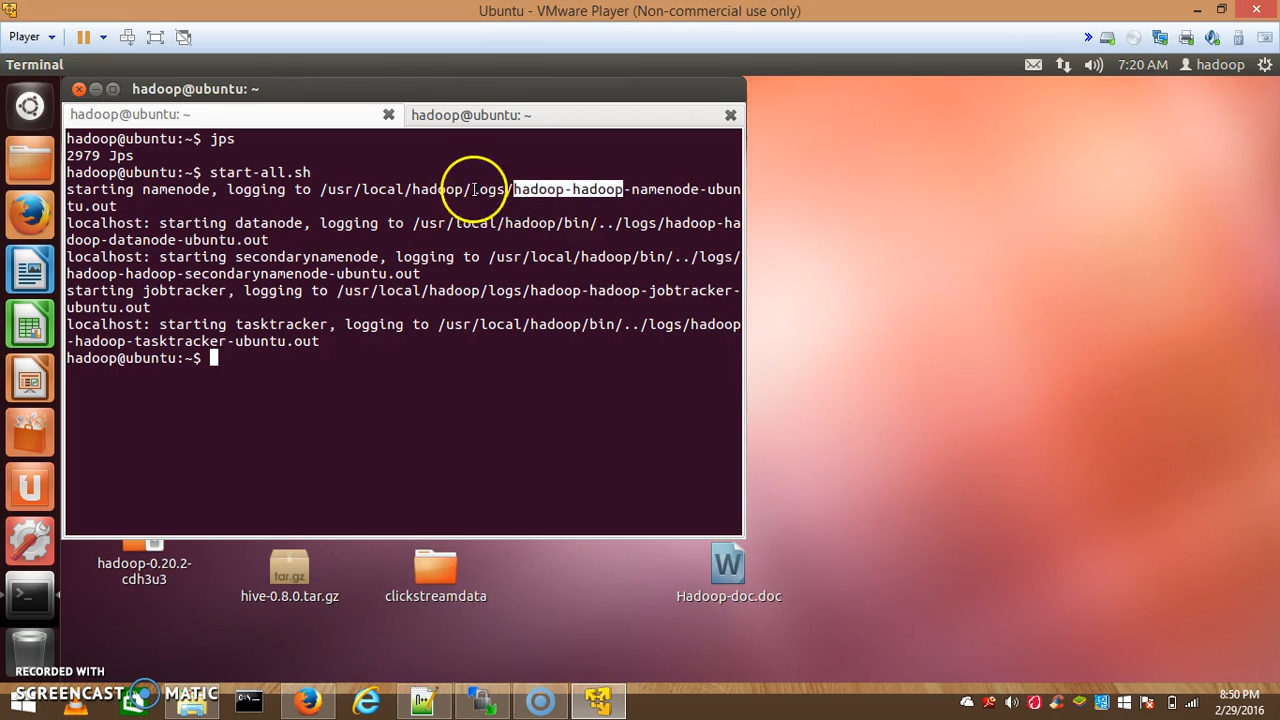 Ubuntu - VMware Player (Non-commercial use only)
Player
Terminal
7:20 AM
hadoop
hadoop@ubuntu: ~
hadoop@ubuntu: ~
hadoop@ubuntu: ~
hadoop@ubuntu:~$ jps
2979 Jps
hadoop@ubuntu:~$ start-all.sh
starting namenode, logging to /usr/local/hadoop/logs/hadoop-hadoop-namenode-ubun
tu.out
localhost: starting datanode, logging to /usr/local/hadoop/bin/../logs/hadoop-ha
doop-datanode-ubuntu.out
localhost: starting secondarynamenode, logging to /usr/local/hadoop/bin/../logs/
hadoop-hadoop-secondarynamenode-ubuntu.out
starting jobtracker, logging to /usr/local/hadoop/logs/hadoop-hadoop-jobtracker-
ubuntu.out
localhost: starting tasktracker, logging to /usr/local/hadoop/bin/../logs/hadoop
-hadoop-tasktracker-ubuntu.out
hadoop@ubuntu:~$
hadoop-0.20.2-
cdh3u3
tar.gz
hive-0.8.0.tar.gz
clickstreamdata
W
Hadoop-doc.doc
RECORDED WITH
SCREENCAST MATIC
8:50 PM
2/29/2016